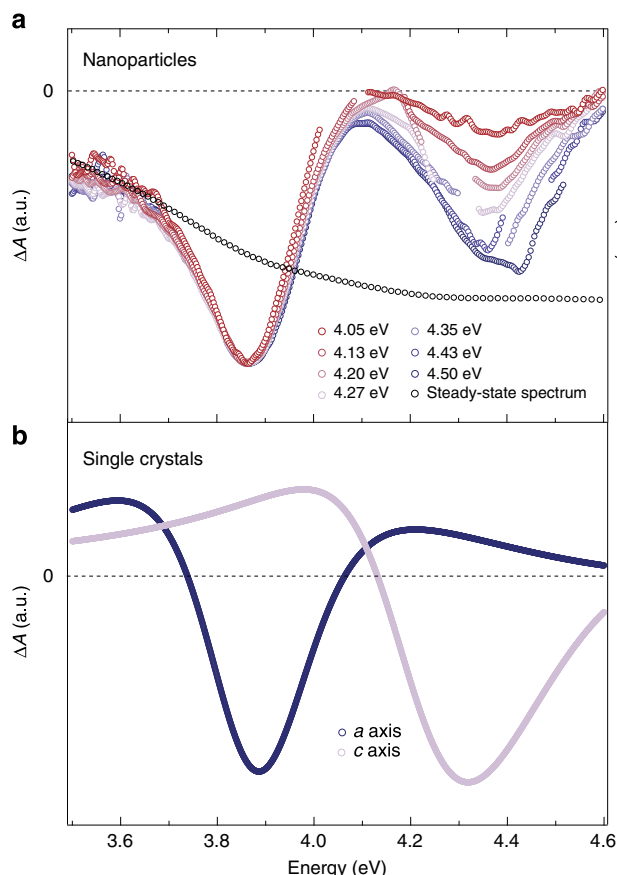 a
Nanoparticles
0
ΔA (a.u.)
4.05 eV
4.13 eV
4.20 eV
4.27 eV
4.35 eV
4.43 eV
4.50 eV
Steady-state spectrum
b
Single crystals
0
ΔA (a.u.)
a axis
c axis
3.6 3.8 4.0 4.2 4.4 4.6
Energy (eV)